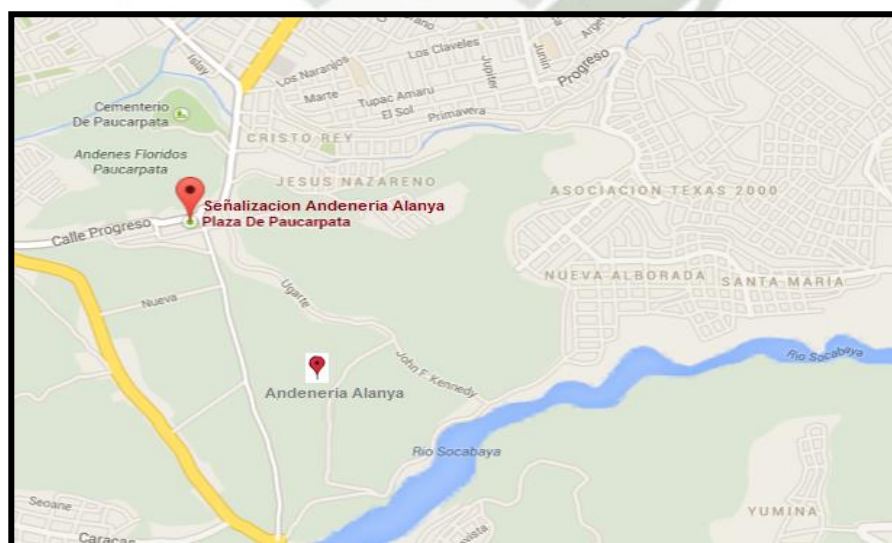 Islay
Los Naranjos
Los Claveles
Marte
Tupac Amaru
El Sol
Primavera
Jupiter
Junin
Progreso
Cementerio
De Paucarpata
CRISTO REY
Andenes Floridos
Paucarpata
JESUS NAZARENO
ASOCIACION TEXAS 2000
Señalizacion Andeneria Alanya
Plaza De Paucarpata
Calle Progreso
NUEVA ALBORADA
SANTA MARIA
Nueva
Ugarte
John F. Kennedy
Rio Socabaya
Andeneria Alanya
Rio Socabaya
Seoane
YUMINA
Caracas